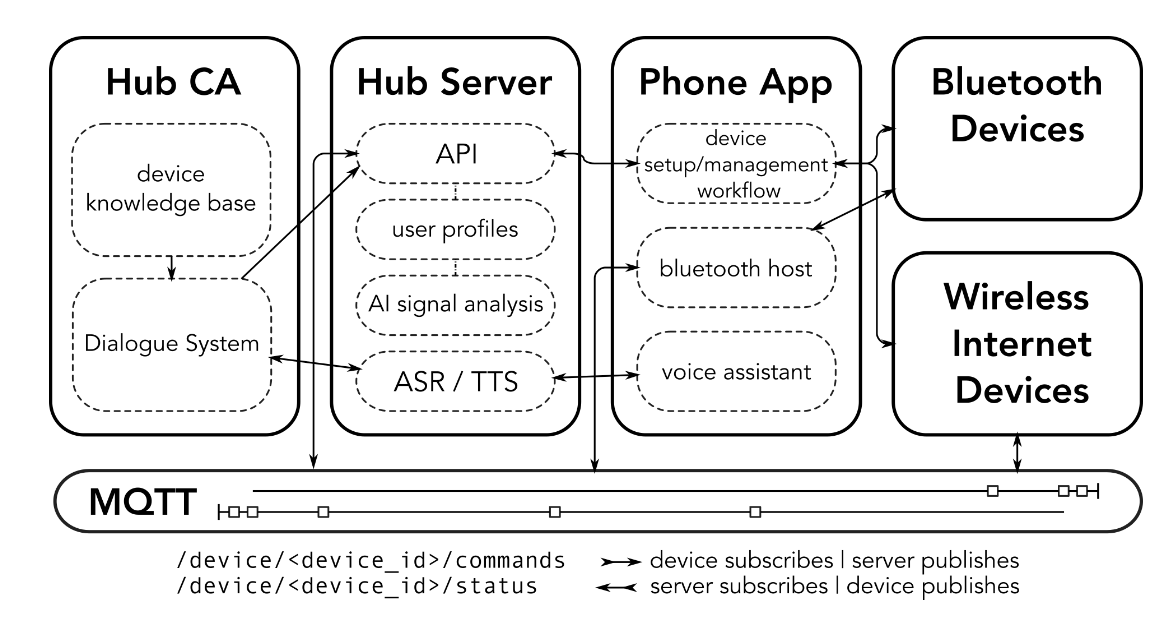 Hub CA
device
knowledge base
Dialogue System
Hub Server
API
user profiles
AI signal analysis
ASR / TTS
Phone App
device
setup/management
workflow
bluetooth host
voice assistant
Bluetooth
Devices
Wireless
Internet
Devices
MQTT
/device/<device_id>/commands
device subscribes | server publishes
/device/<device_id>/status
server subscribes | device publishes